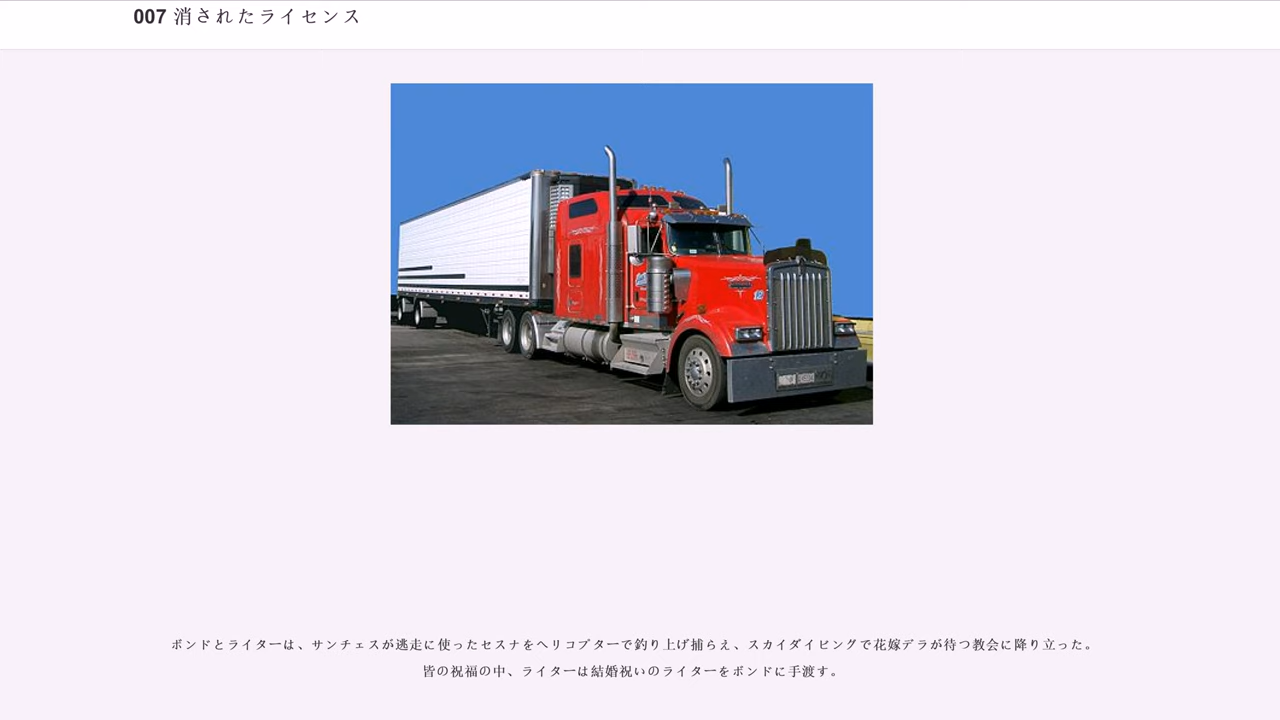 007 消されたライセンス
ボンドとライターは、サンチェスが逃走に使ったセスナをヘリコプターで釣り上げ捕らえ、スカイダイビングで花嫁デラが待つ教会に降り立った。
皆の祝福の中、ライターは結婚祝いのライターをボンドに手渡す。